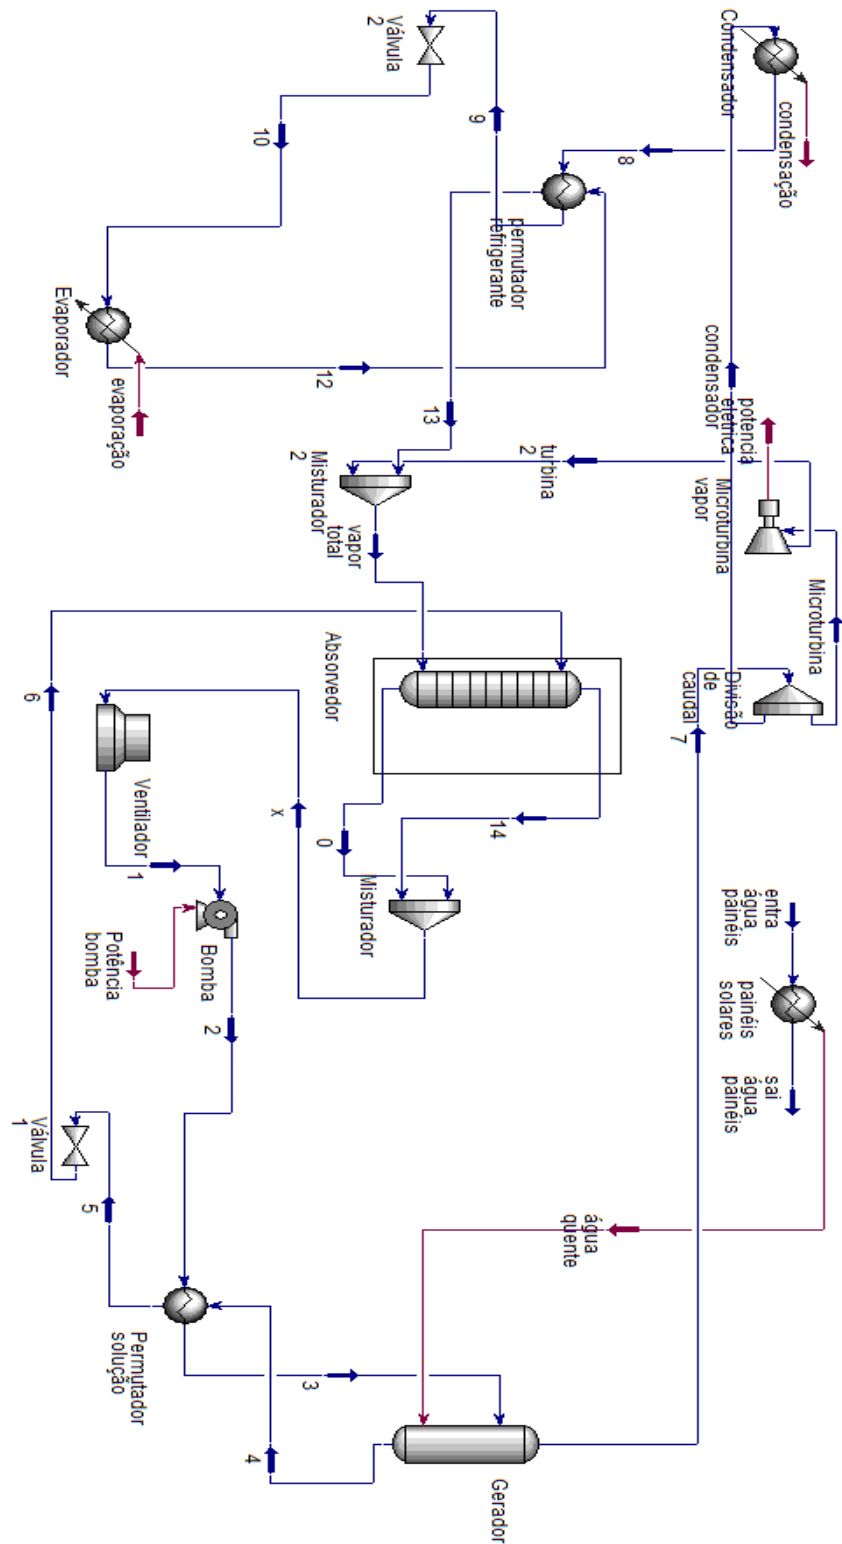 Condensador
condensação
condensador
potencia
eletrica
Microturbina
vapor
Microturbina
Divisão
de
caudal
entra
água
painéis
painéis
solares
sai
água
painéis
7
8
permutador
refrigerante
turbina
2
14
água
quente
Gerador
Válvula
2
9
13
Misturador
2
vapor
total
Absorvedor
0
Misturador
10
12
x
3
4
Evaporador
evaporação
Ventilador
1
Bomba
2
Potência
bomba
Permutador
solução
6
Válvula
1
5